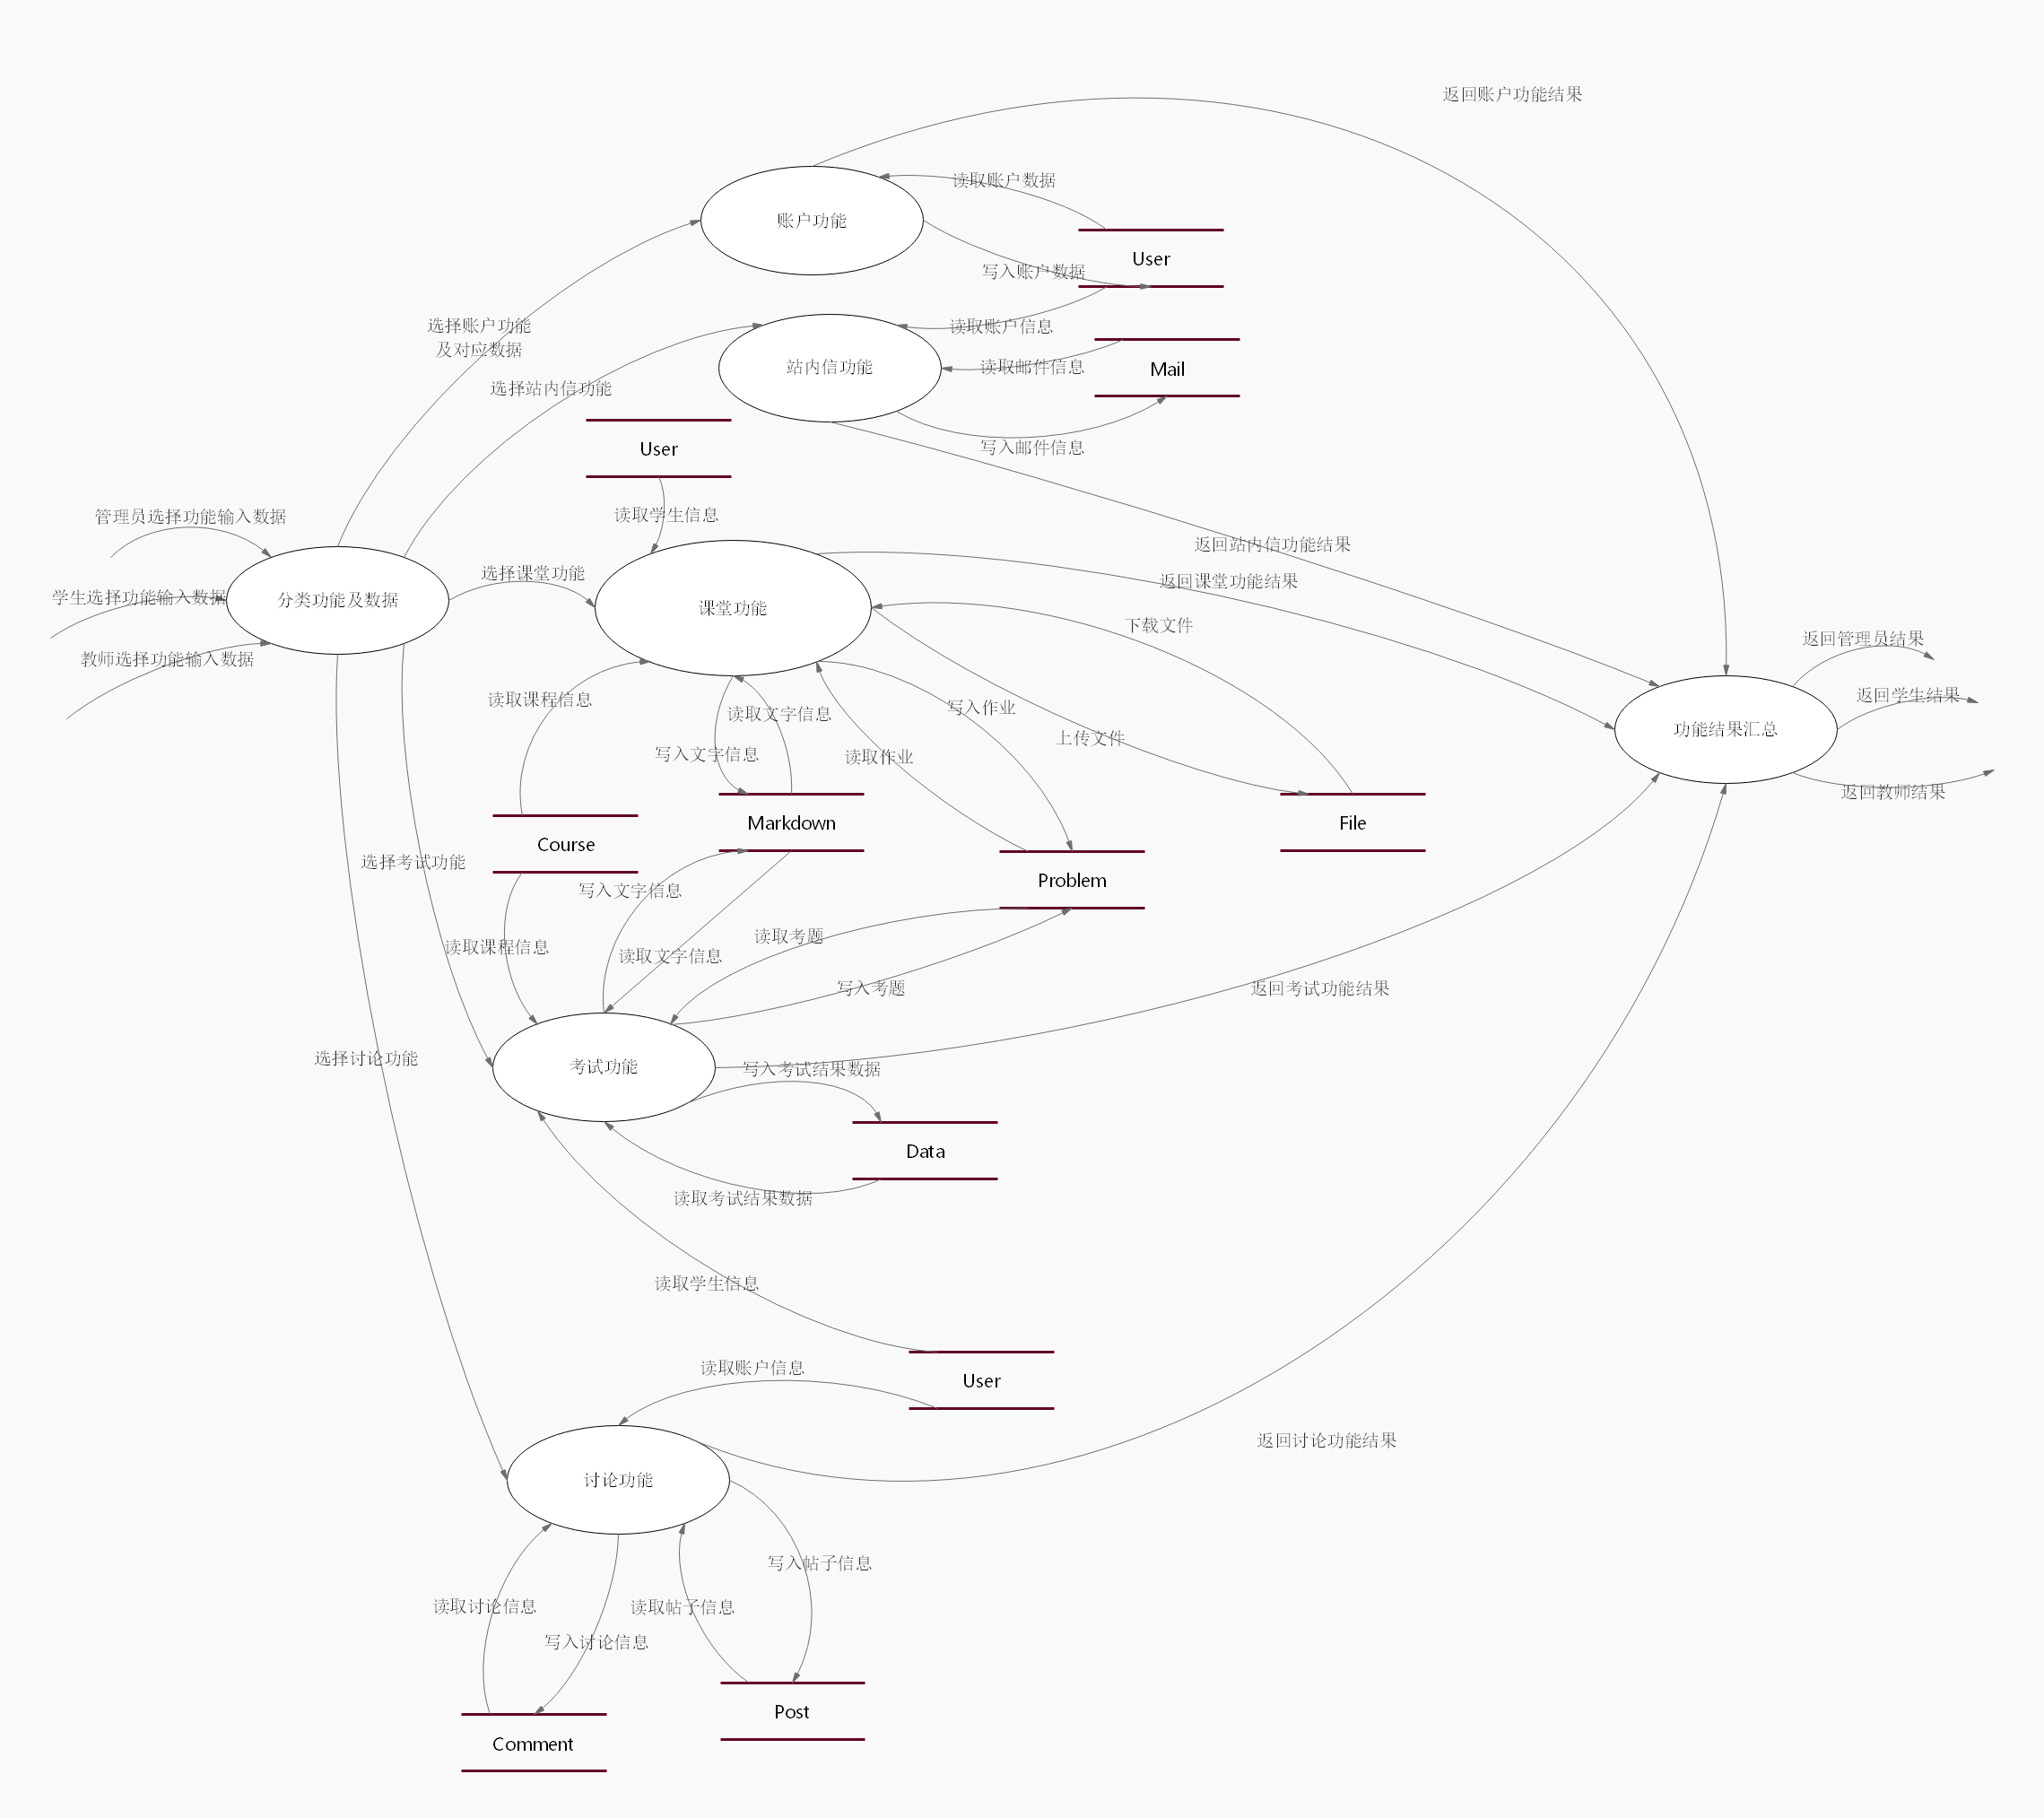 返回账户功能结果
读取账户数据
账户功能
User
写入账户数据
选择账户功能
及对应数据
读取账户信息
站内信功能
读取邮件信息
Mail
选择站内信功能
写入邮件信息
User
读取学生信息
管理员选择功能输入数据
返回站内信功能结果
选择课堂功能
返回课堂功能结果
学生选择功能输入数据
分类功能及数据
课堂功能
下载文件
教师选择功能输入数据
返回管理员结果
读取课程信息
返回学生结果
写入作业
读取文字信息
功能结果汇总
上传文件
写入文字信息
读取作业
返回教师结果
Markdown
File
Course
选择考试功能
Problem
写入文字信息
读取考题
读取课程信息
读取文字信息
写入考题
返回考试功能结果
选择讨论功能
考试功能
写入考试结果数据
Data
读取考试结果数据
读取学生信息
读取账户信息
User
返回讨论功能结果
讨论功能
写入帖子信息
读取讨论信息
读取帖子信息
写入讨论信息
Post
Comment